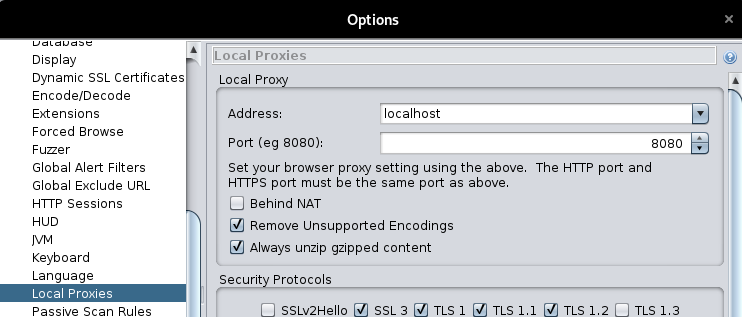 Options
×
Database
Display
Dynamic SSL Certificates
Encode/Decode
Extensions
Forced Browse
Fuzzer
Global Alert Filters
Global Exclude URL
HTTP Sessions
HUD
JVM
Keyboard
Language
Local Proxies
Passive Scan Rules
Local Proxies
?
Local Proxy
Address:
localhost
Port (eg 8080):
8080
Set your browser proxy setting using the above. The HTTP port and
HTTPS port must be the same port as above.
Behind NAT
Remove Unsupported Encodings
Always unzip gzipped content
Security Protocols
SSLv2Hello SSL 3 TLS 1 TLS 1.1 TLS 1.2 TLS 1.3